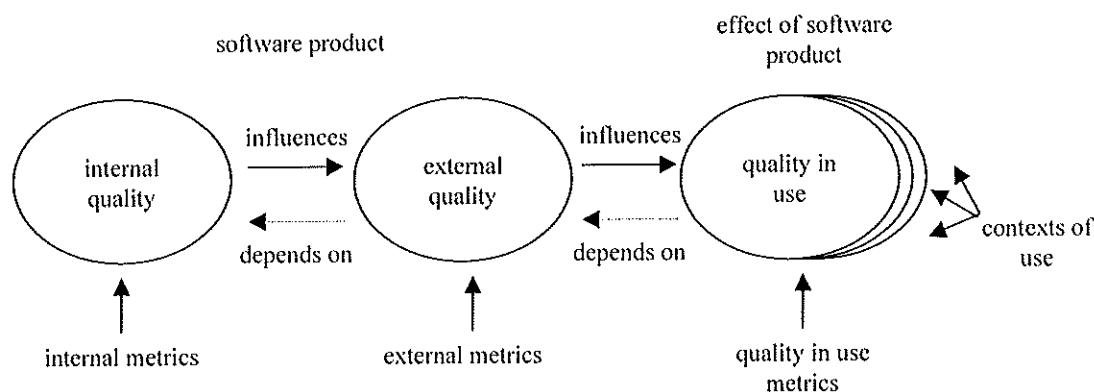 software product
effect of software
product
influences
influences
internal
quality
external
quality
quality in
use
depends on
depends on
contexts of
use
internal metrics
external metrics
quality in use
metrics